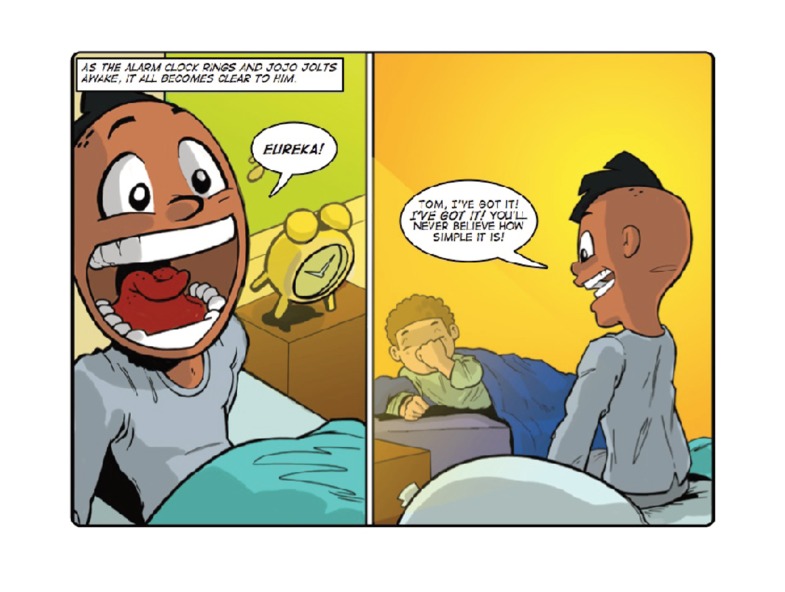 AS THE ALARM CLOCK RINGS AND JOJO JOLTS
AWAKE, IT ALL BECOMES CLEAR TO HIM.
EUREKA!
TOM, I'VE GOT IT!
I'VE GOT IT! YOU'LL
NEVER BELIEVE HOW
SIMPLE IT IS!